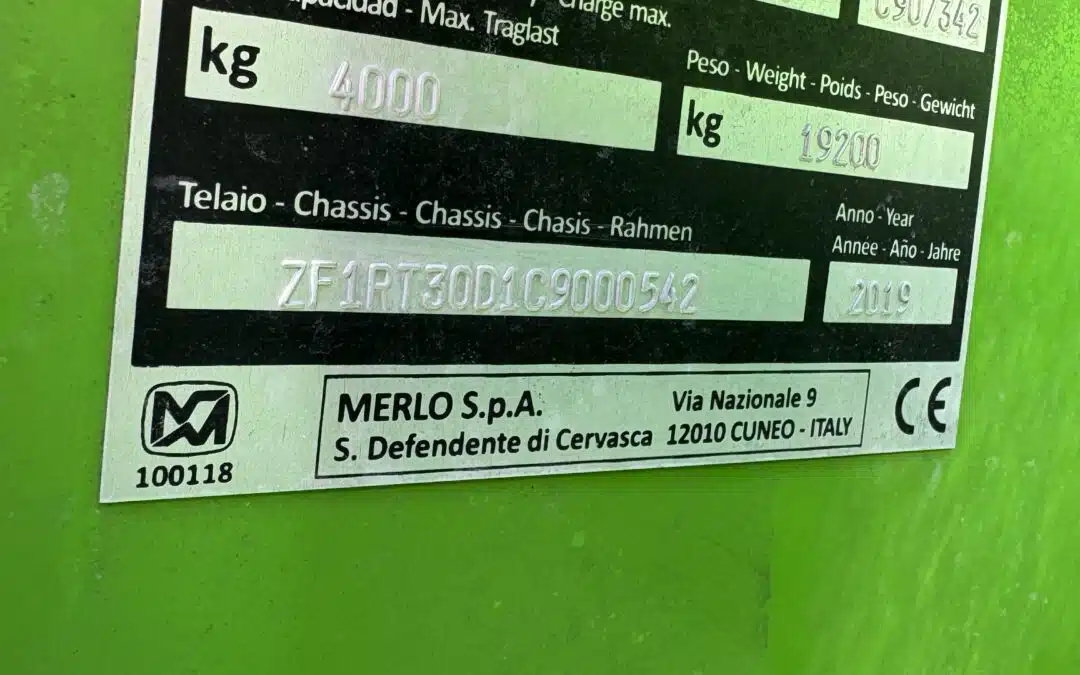 Charge max.
C907342
- Max. Traglast
kg 4000
Peso - Weight - Poids - Peso - Gewicht
kg 19200
Telaio - Chassis - Chassis - Chasis - Rahmen
Anno - Year
Année - Año - Jahre
ZF1RT30D1C9000542
2019
MERLO S.p.A.
Via Nazionale 9
S. Defendente di Cervasca
12010 CUNEO - ITALY
CE
100118